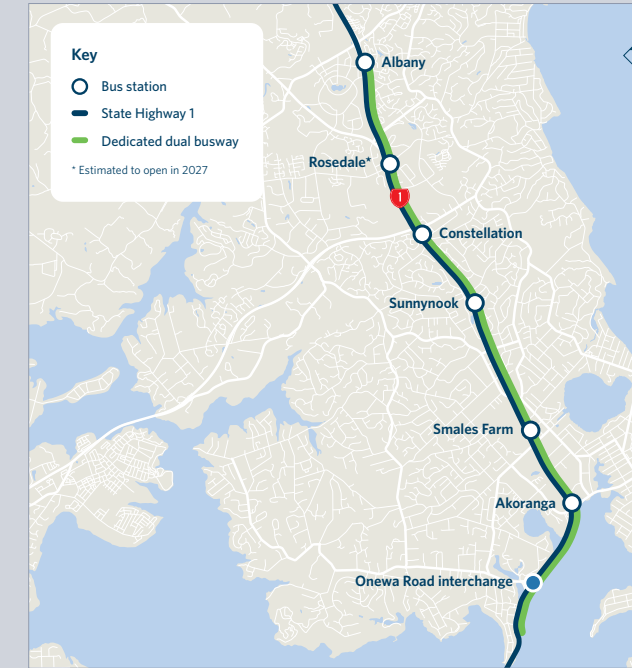 Key
Bus station
State Highway 1
Dedicated dual busway
* Estimated to open in 2027
Albany
Rosedale*
1
Constellation
Sunnynook
Smales Farm
Akoranga
Onewa Road interchange